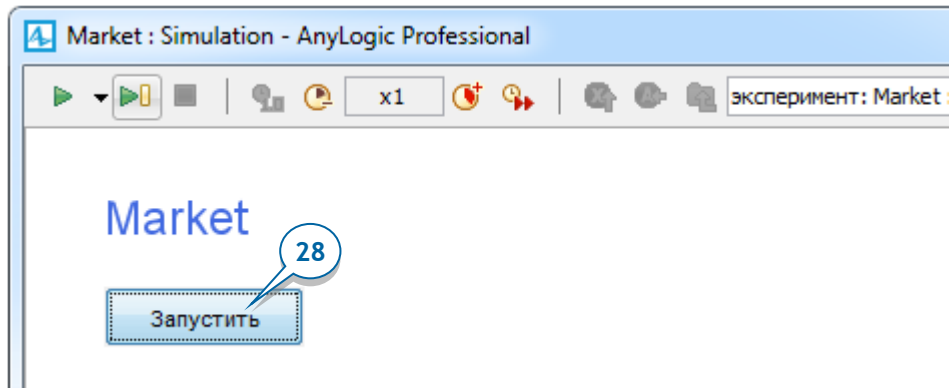 Market : Simulation - AnyLogic Professional
x1 эксперимент: Market
Market
28
Запустить